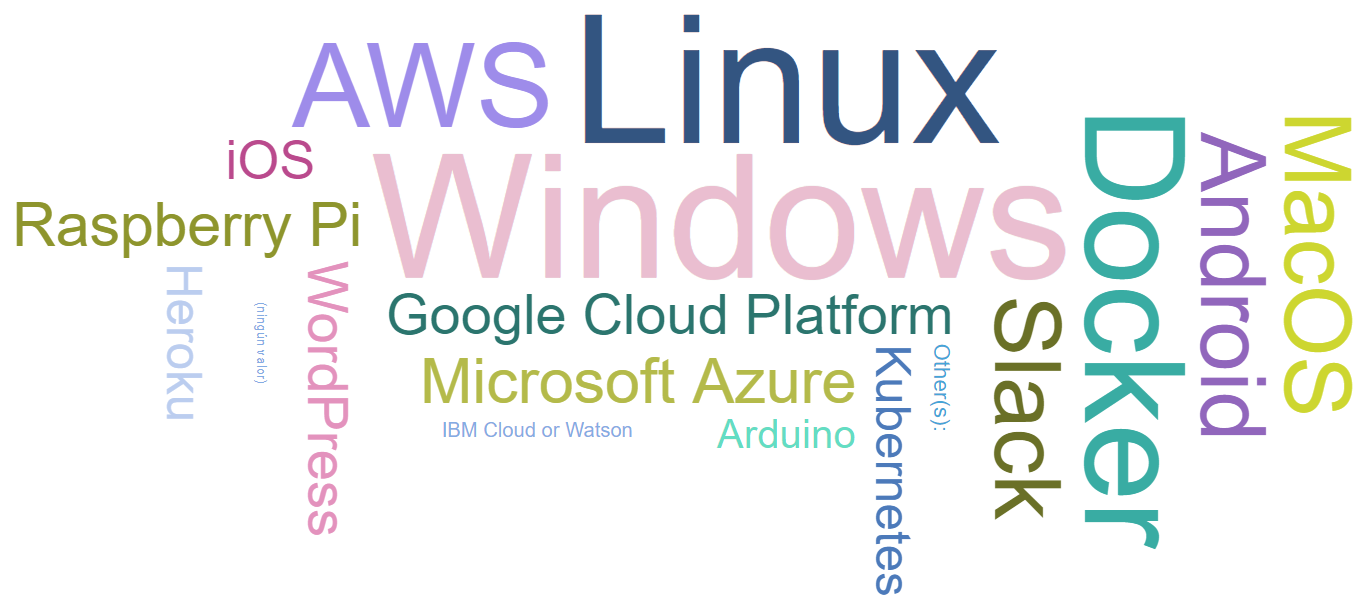 AWS
Linux
iOS
Windows
Raspberry Pi
Docker
Android
MacOS
Heroku
(ningún valor)
WordPress
Google Cloud Platform
Slack
Microsoft Azure
Kubernetes
Other(s):
IBM Cloud or Watson
Arduino